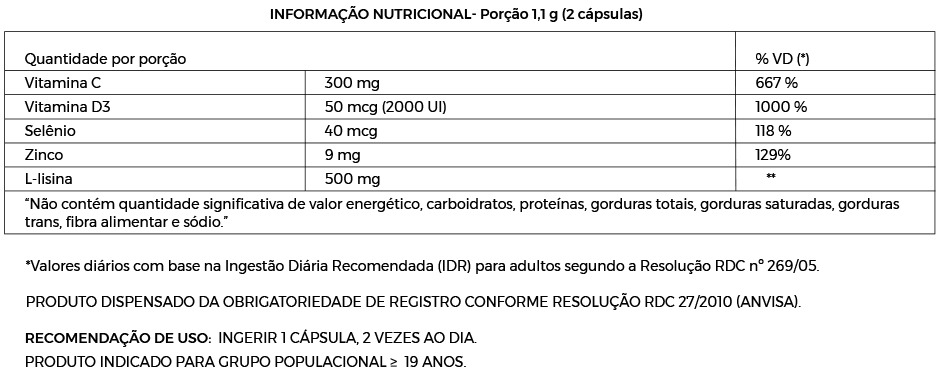 INFORMAÇÃO NUTRICIONAL- Porção 1,1 g (2 cápsulas)
Quantidade por porção % VD (*)
Vitamina C 300 mg 667 %
Vitamina D3 50 mcg (2000 UI) 1000 %
Selênio 40 mcg 118 %
Zinco 9 mg 129%
L-lisina 500 mg **
“Não contém quantidade significativa de valor energético, carboidratos, proteínas, gorduras totais, gorduras saturadas, gorduras
trans, fibra alimentar e sódio.”
*Valores diários com base na Ingestão Diária Recomendada (IDR) para adultos segundo a Resolução RDC nº 269/05.
PRODUTO DISPENSADO DA OBRIGATORIEDADE DE REGISTRO CONFORME RESOLUÇÃO RDC 27/2010 (ANVISA).
RECOMENDAÇÃO DE USO: INGERIR 1 CÁPSULA, 2 VEZES AO DIA.
PRODUTO INDICADO PARA GRUPO POPULACIONAL ≥ 19 ANOS.